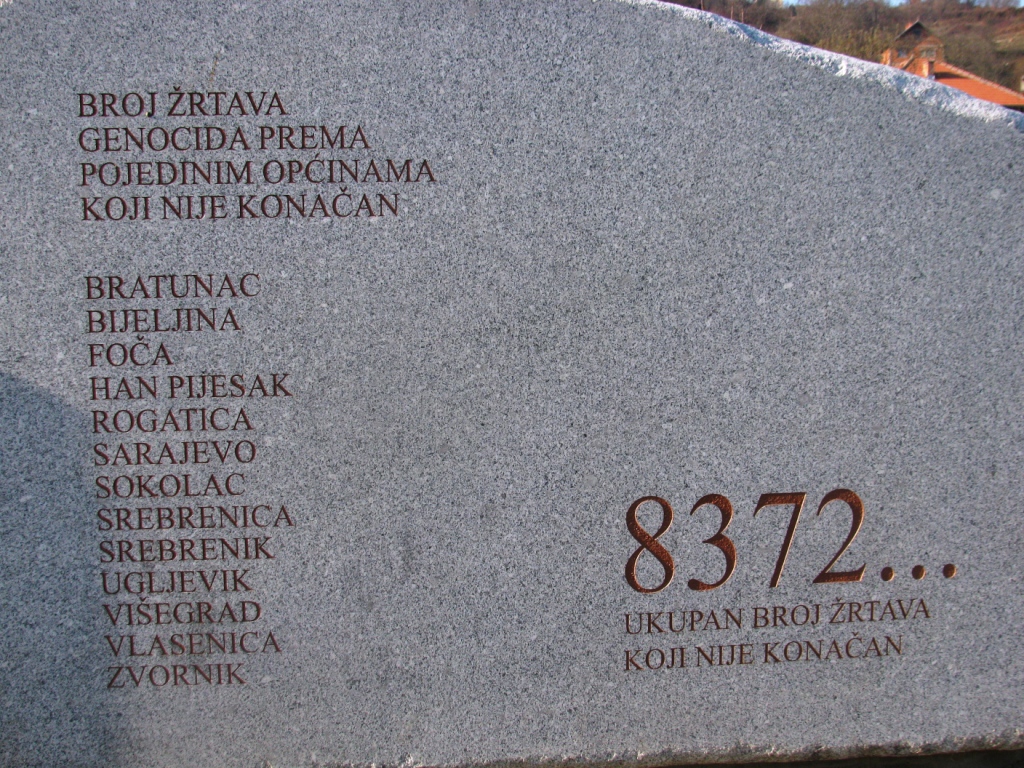 BROJ ŽRTAVA
GENOCIDA PREMA
POJEDINIM OPĆINAMA
KOJI NIJE KONAČAN
BRATUNAC
BIJELJINA
FOČA
HAN PIJESAK
ROGATICA
SARAJEVO
SOKOLAC
SREBRENICA
SREBRENIK
UGLJEVIK
VIŠEGRAD
VLASENICA
ZVORNIK
8372...
UKUPAN BROJ ŽRTAVA
KOJI NIJE KONAČAN